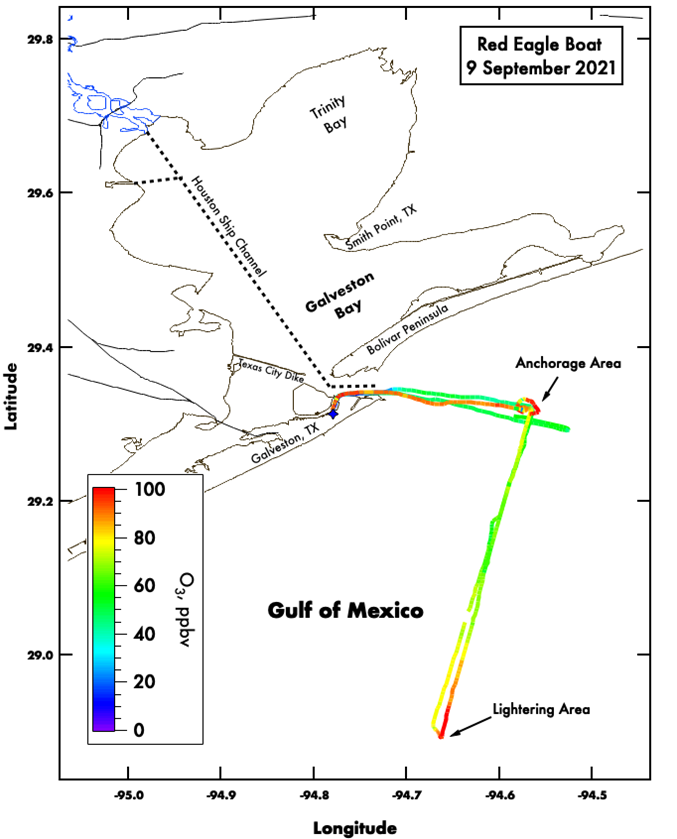 Red Eagle Boat
9 September 2021
29.8
Trinity
Bay
29.6
Houston Ship Channel
Smith Point, TX
Galveston
Bay
Bolivar Peninsula
29.4
Texas City Dike
Anchorage Area
Galveston, TX
Latitude
29.2
100
80
60
40
20
0
O3, ppbv
Gulf of Mexico
29.0
Lightering Area
-95.0 -94.9 -94.8 -94.7 -94.6 -94.5
Longitude